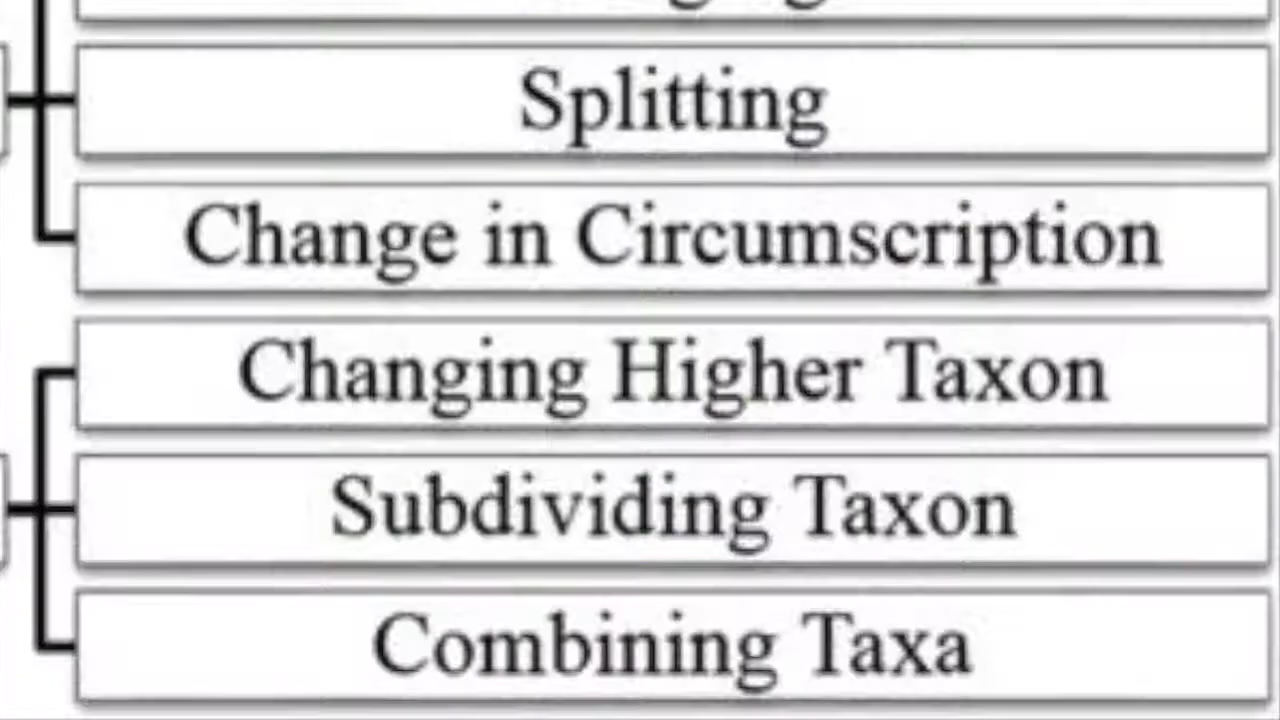 Splitting
Change in Circumscription
Changing Higher Taxon
Subdividing Taxon
Combining Taxa